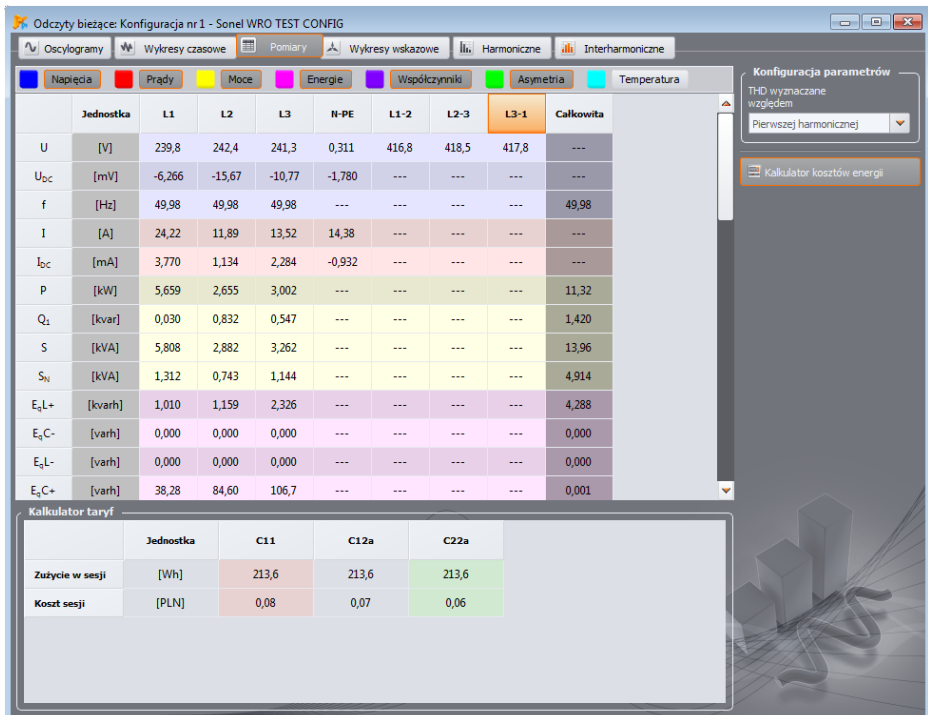 Odczyty bieżące: Konfiguracja nr 1 - Sonel WRO TEST CONFIG
Oscylogramy Wykresy czasowe Pomiary Wykresy wskazowe Harmoniczne Interharmoniczne
Napięcia Prądy Moce Energie Współczynniki Asymetria Temperatura
Jednostka L1 L2 L3 N-PE L1-2 L2-3 L3-1 Całkowita
U [V] 239,8 242,4 241,3 0,311 416,8 418,5 417,8 ---
UDC [mV] -6,266 -15,67 -10,77 -1,780 --- --- --- ---
f [Hz] 49,98 49,98 49,98 --- --- --- --- 49,98
I [A] 24,22 11,89 13,52 14,38 --- --- --- ---
IDC [mA] 3,770 1,134 2,284 -0,932 --- --- --- ---
P [kW] 5,659 2,655 3,002 --- --- --- --- 11,32
Q1 [kvar] 0,030 0,832 0,547 --- --- --- --- 1,420
S [kVA] 5,808 2,882 3,262 --- --- --- --- 13,96
SN [kVA] 1,312 0,743 1,144 --- --- --- --- 4,914
EqL+ [kvarh] 1,010 1,159 2,326 --- --- --- --- 4,288
EqC- [varh] 0,000 0,000 0,000 --- --- --- --- 0,000
EqL- [varh] 0,000 0,000 0,000 --- --- --- --- 0,000
EqC+ [varh] 38,28 84,60 106,7 --- --- --- --- 0,001
Konfiguracja parametrów
THD wyznaczane
względem
Pierwszej harmonicznej
Kalkulator kosztów energii
Kalkulator taryf
Jednostka C11 C12a C22a
Zużycie w sesji [Wh] 213,6 213,6 213,6
Koszt sesji [PLN] 0,08 0,07 0,06